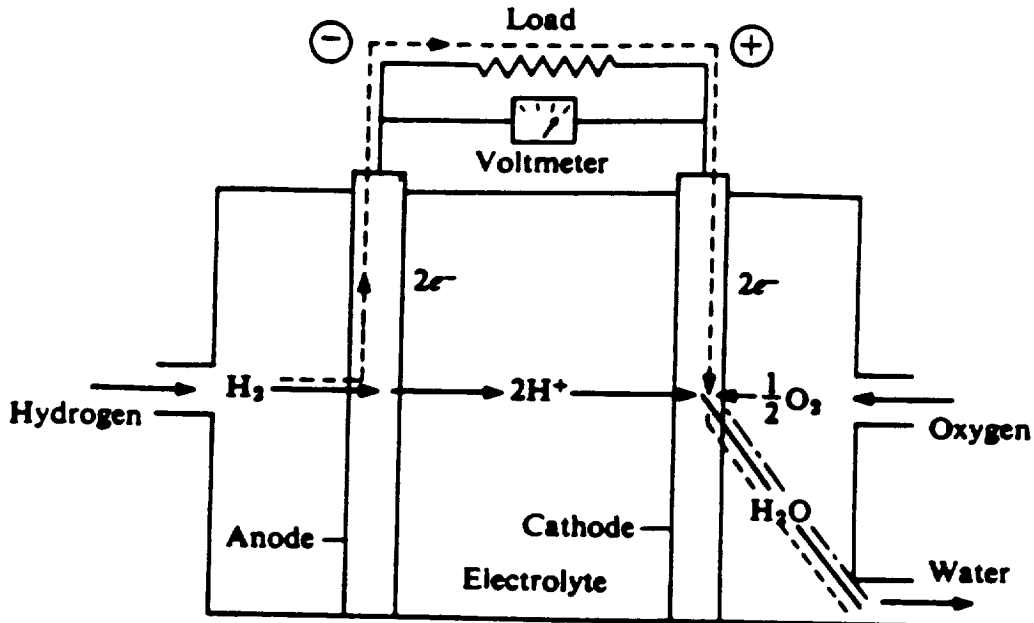 Load
− +
Voltmeter
2e⁻ 2e⁻
H₂ 2H⁺ ½O₂
Hydrogen Oxygen
H₂O
Anode Cathode
Electrolyte Water